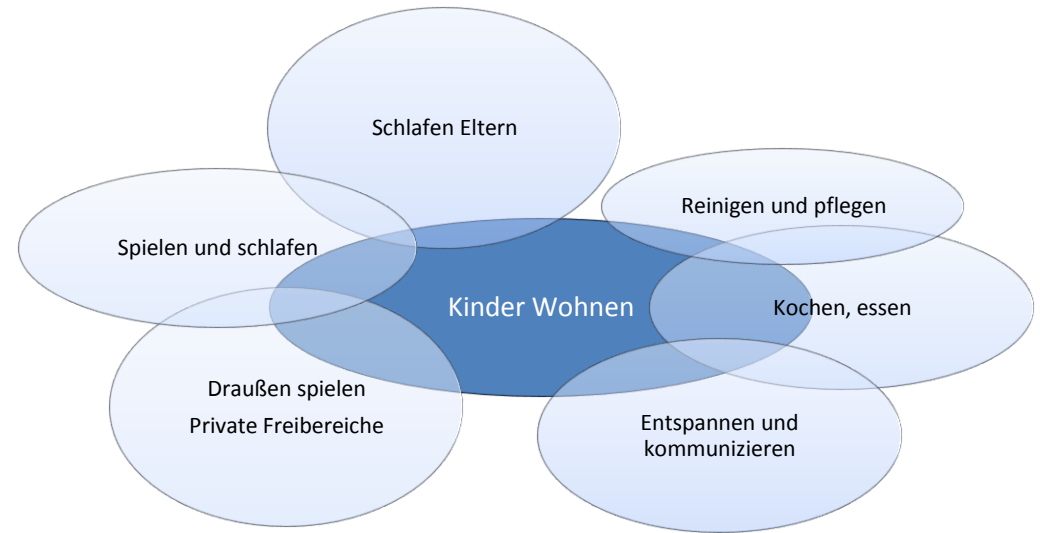 Schlafen Eltern
Reinigen und pflegen
Spielen und schlafen
Kinder Wohnen
Kochen, essen
Draußen spielen
Private Freibereiche
Entspannen und
kommunizieren